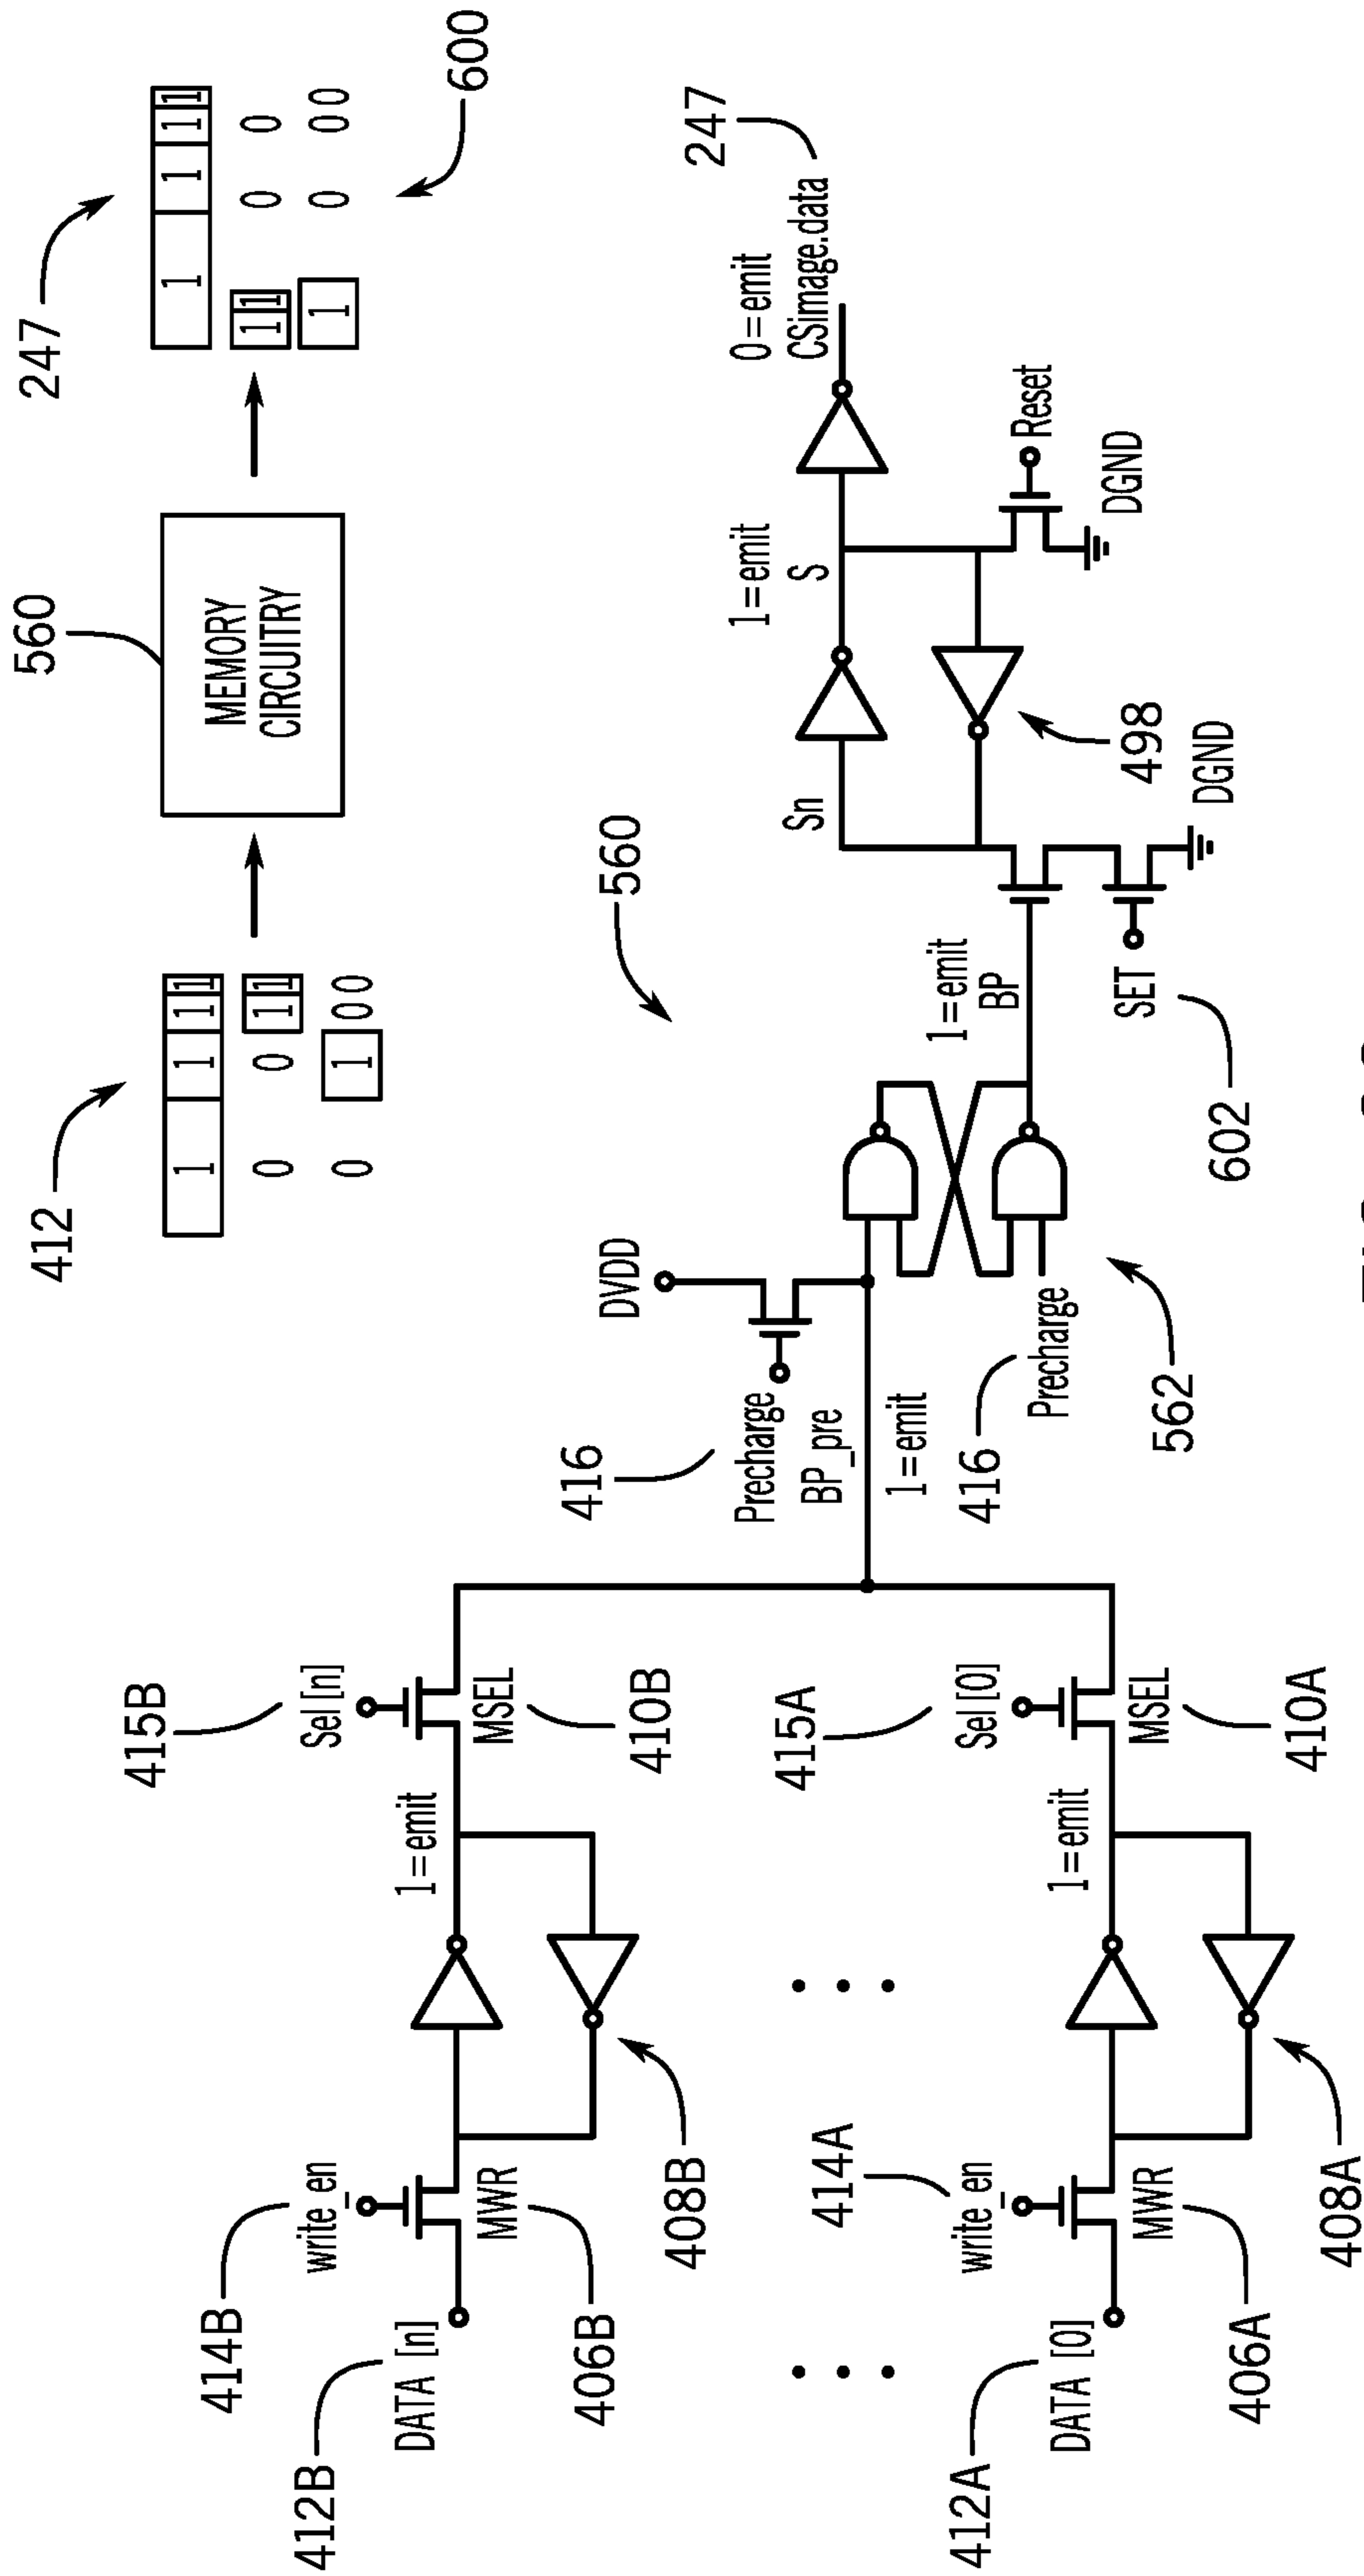 412
1 1 1 1
0 0 1 1
0 1 0 0
560
MEMORY
CIRCUITRY
247
1 1 1 1
1 1 0 0
1 0 0 0
600
414B
write_en
412B
DATA [n]
MWR
406B
408B
1=emit
415B
Sel [n]
MSEL
410B
414A
write_en
412A
DATA [0]
MWR
406A
408A
1=emit
415A
Sel [0]
MSEL
410A
DVDD
416
Precharge
BP_pre
1=emit
416
Precharge
562
560
1=emit
BP
SET
602
DGND
Sn
498
1=emit
S
Reset
DGND
0=emit
CSimage.data
247